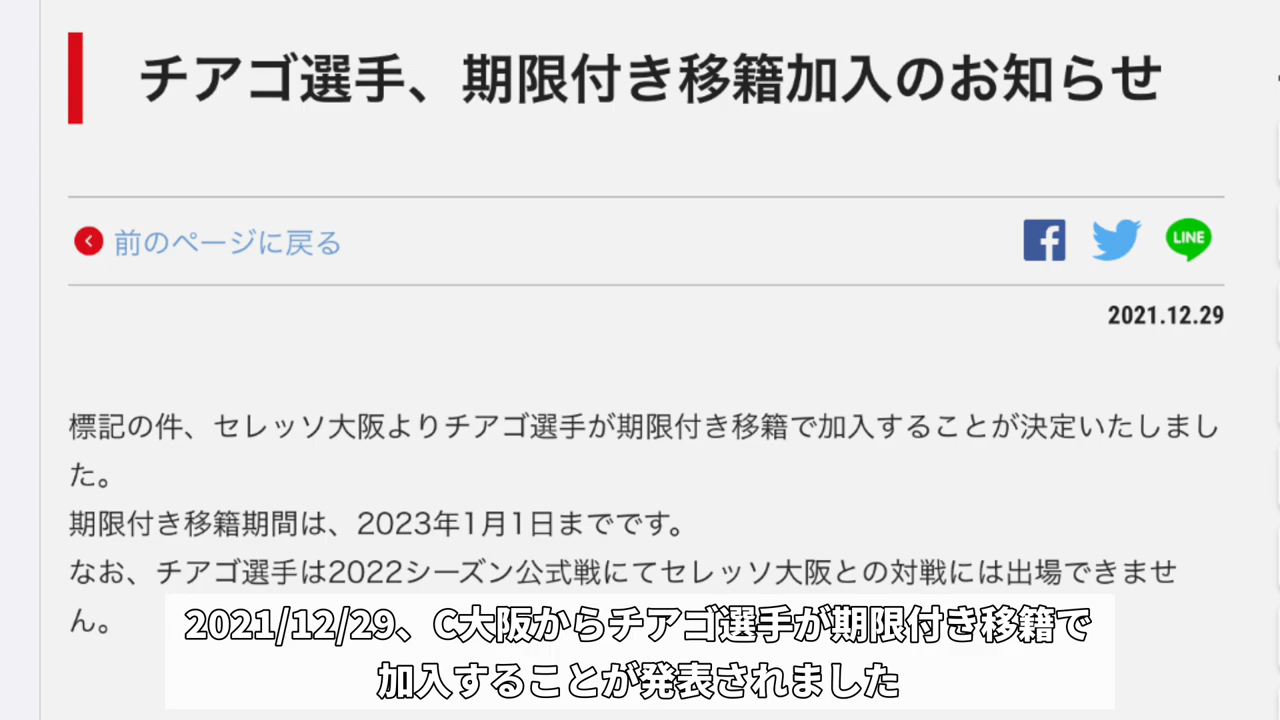 チアゴ選手、期限付き移籍加入のお知らせ
前のページに戻る
LINE
2021.12.29
標記の件、セレッソ大阪よりチアゴ選手が期限付き移籍で加入することが決定いたしまし
た。
期限付き移籍期間は、2023年1月1日までです。
なお、チアゴ選手は2022シーズン公式戦にてセレッソ大阪との対戦には出場できませ
ん。
2021/12/29、C大阪からチアゴ選手が期限付き移籍で
加入することが発表されました